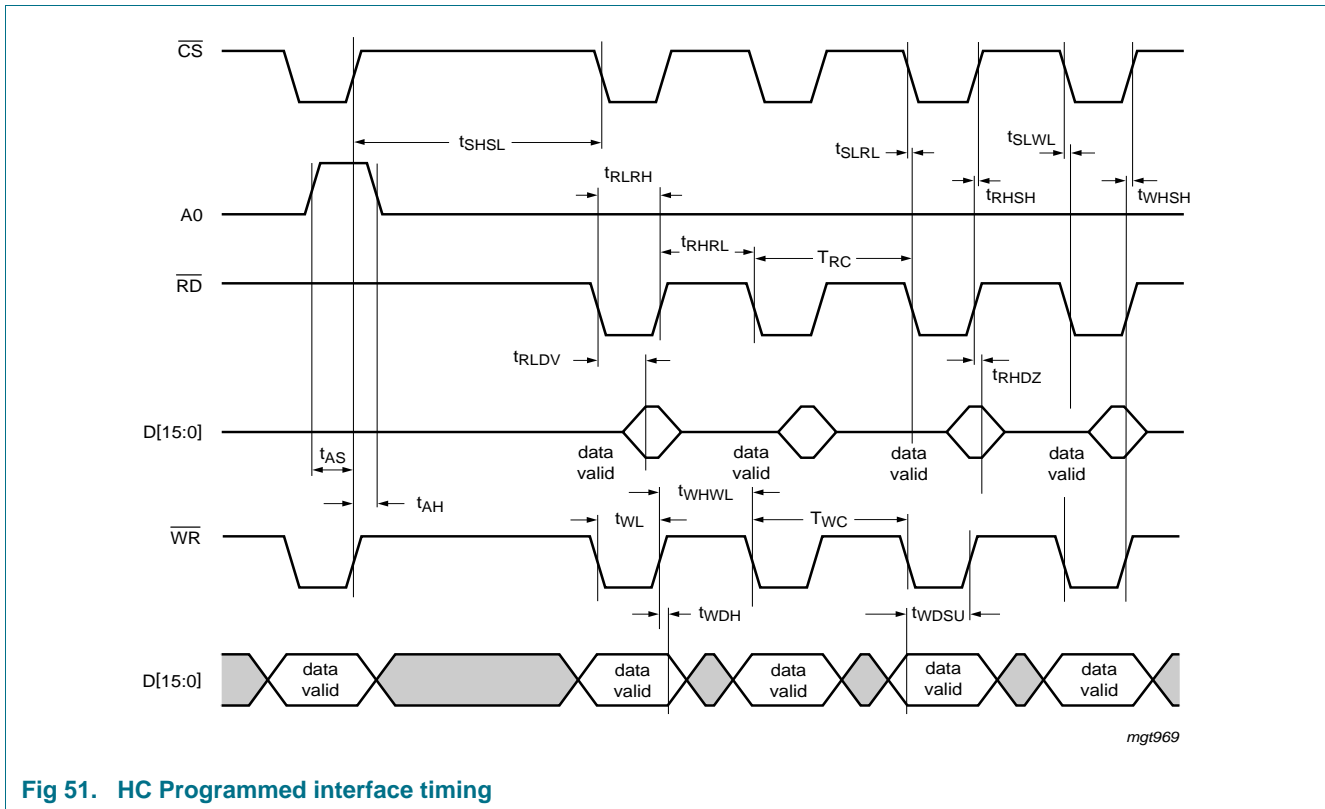 CS
tSHSL
tSLRL
tSLWL
tRLRH
tRHSH
tWHSH
A0
tRHRL
TRC
RD
tRLDV
tRHDZ
D[15:0]
data valid
data valid
data valid
data valid
tAS
tAH
tWHWL
tWL
TWC
WR
tWDH
tWDSU
D[15:0]
data valid
data valid
data valid
data valid
data valid
mgt969
Fig 51. HC Programmed interface timing